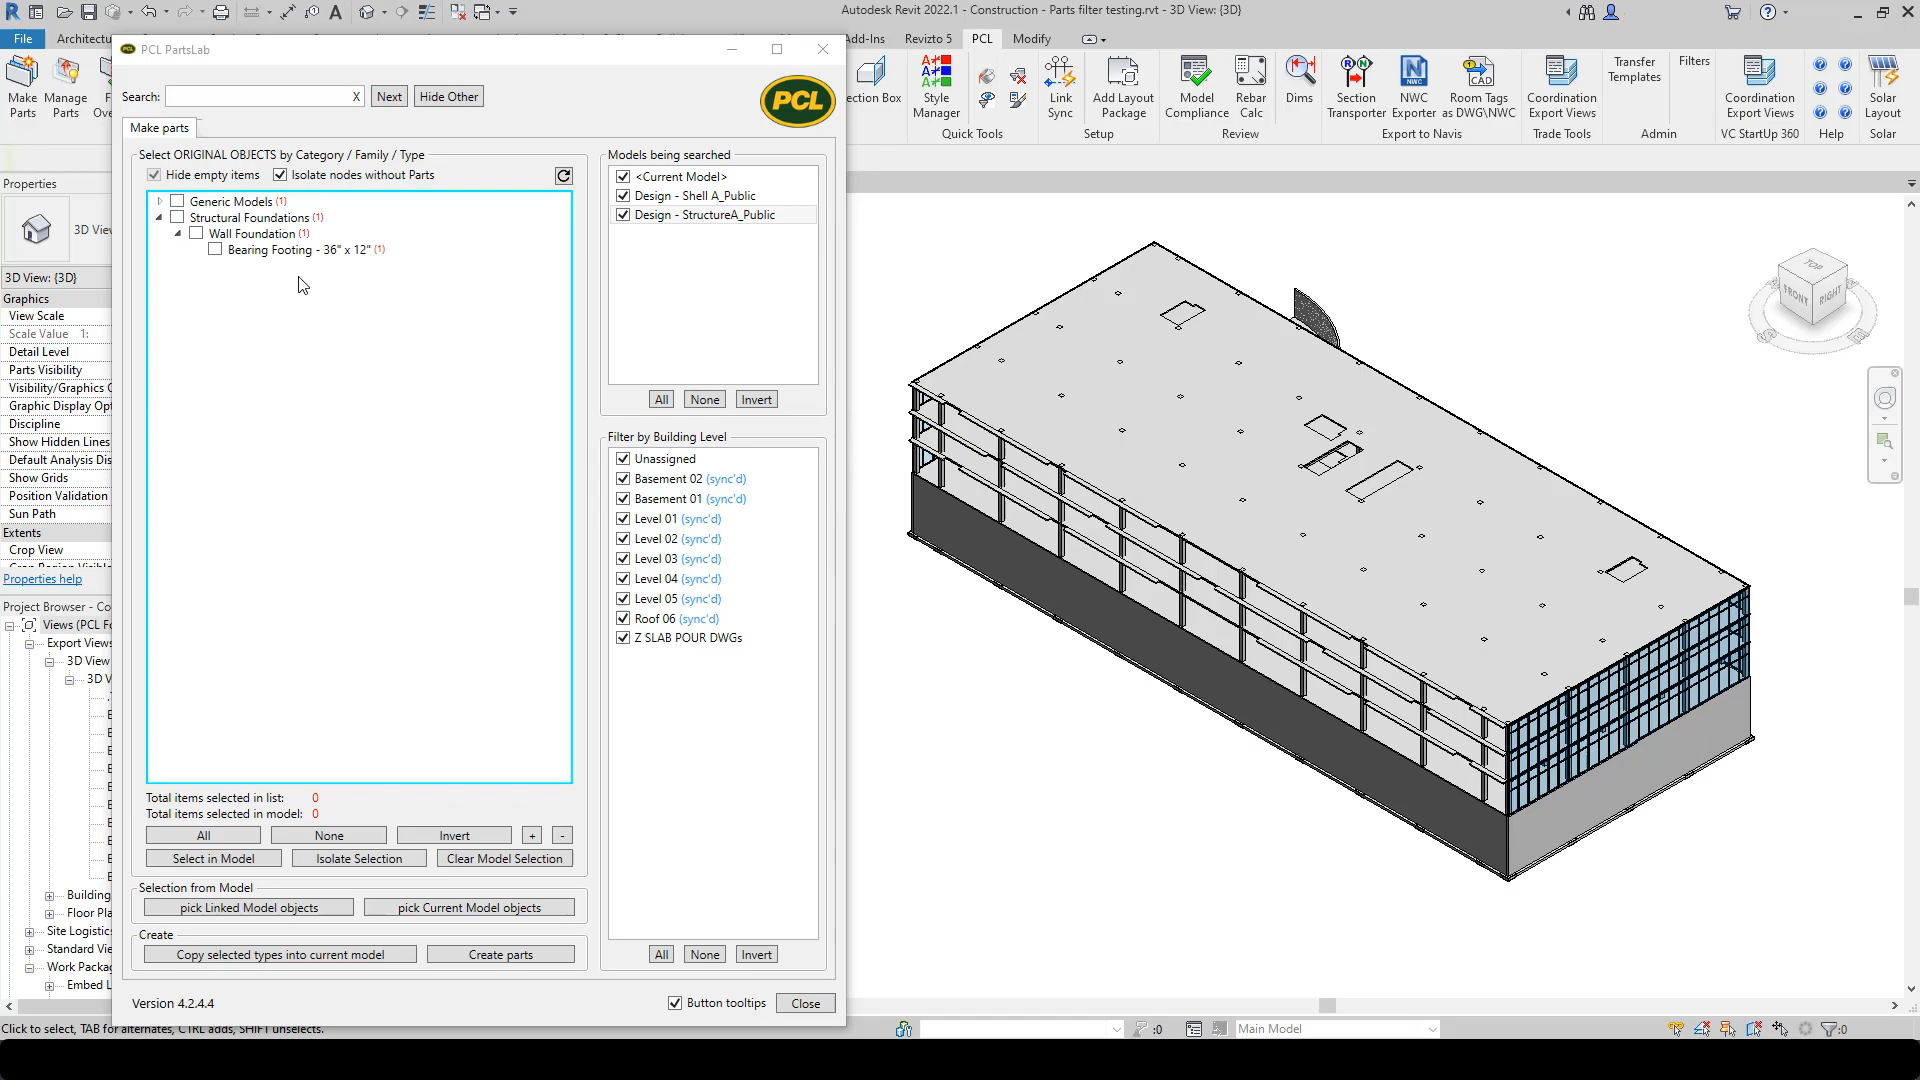 Autodesk Revit 2022.1 - Construction - Parts filter testing.rvt - 3D View: {3D}
File
Architectu
Add-Ins
Revizto 5
PCL
Modify
PCL PartsLab
Make Parts
Manage Parts
Section Box
Style Manager
Link Sync
Add Layout Package
Model Compliance
Rebar Calc
Dims
Section Transporter
NWC Exporter
Room Tags as DWG\NWC
Coordination Export Views
Transfer Templates
Filters
Coordination Export Views
Solar Layout
Quick Tools
Setup
Review
Export to Navis
Trade Tools
Admin
VC StartUp 360
Help
Solar
Search:
X
Next
Hide Other
PCL
Make parts
Select ORIGINAL OBJECTS by Category / Family / Type
Hide empty items
Isolate nodes without Parts
Generic Models (1)
Structural Foundations (1)
Wall Foundation (1)
Bearing Footing - 36" x 12" (1)
Models being searched
<Current Model>
Design - Shell A_Public
Design - StructureA_Public
All
None
Invert
Filter by Building Level
Unassigned
Basement 02 (sync'd)
Basement 01 (sync'd)
Level 01 (sync'd)
Level 02 (sync'd)
Level 03 (sync'd)
Level 04 (sync'd)
Level 05 (sync'd)
Roof 06 (sync'd)
Z SLAB POUR DWGs
All
None
Invert
Total items selected in list: 0
Total items selected in model: 0
All
None
Invert
+
-
Select in Model
Isolate Selection
Clear Model Selection
Selection from Model
pick Linked Model objects
pick Current Model objects
Create
Copy selected types into current model
Create parts
Version 4.2.4.4
Button tooltips
Close
Properties
3D Vie
3D View: {3D}
Graphics
View Scale
Scale Value 1:
Detail Level
Parts Visibility
Visibility/Graphics O
Graphic Display Opt
Discipline
Show Hidden Lines
Default Analysis Dis
Show Grids
Position Validation
Sun Path
Extents
Crop View
Properties help
Project Browser - Co
Views (PCL Fo
Export Views
3D View
3D V
Building
Floor Pla
Site Logistics
Standard Vie
Work Packag
Embed L
TOP
FRONT
RIGHT
Click to select, TAB for alternates, CTRL adds, SHIFT unselects.
:0
Main Model
:0